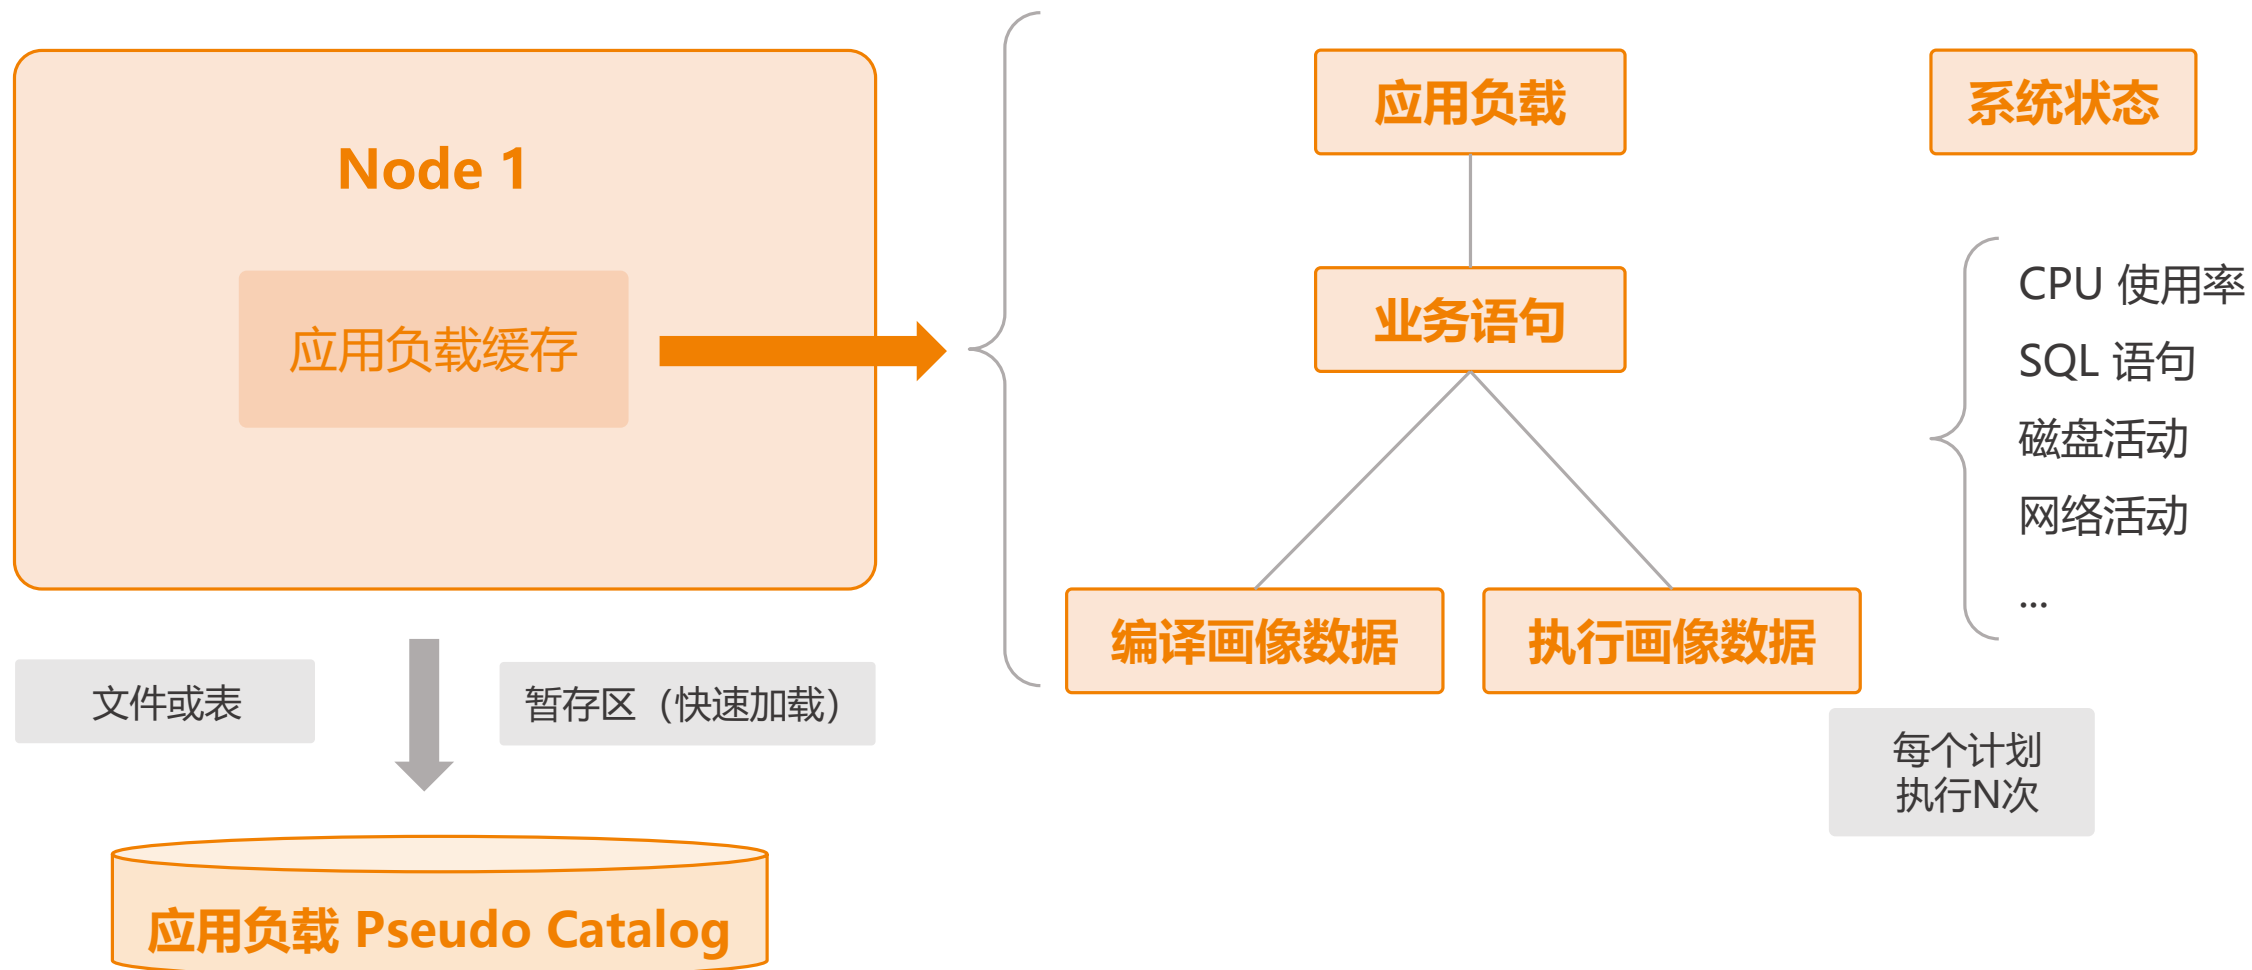 Node 1
应用负载缓存
文件或表
暂存区（快速加载）
应用负载 Pseudo Catalog
应用负载
业务语句
编译画像数据
执行画像数据
每个计划
执行N次
系统状态
CPU 使用率
SQL 语句
磁盘活动
网络活动
...